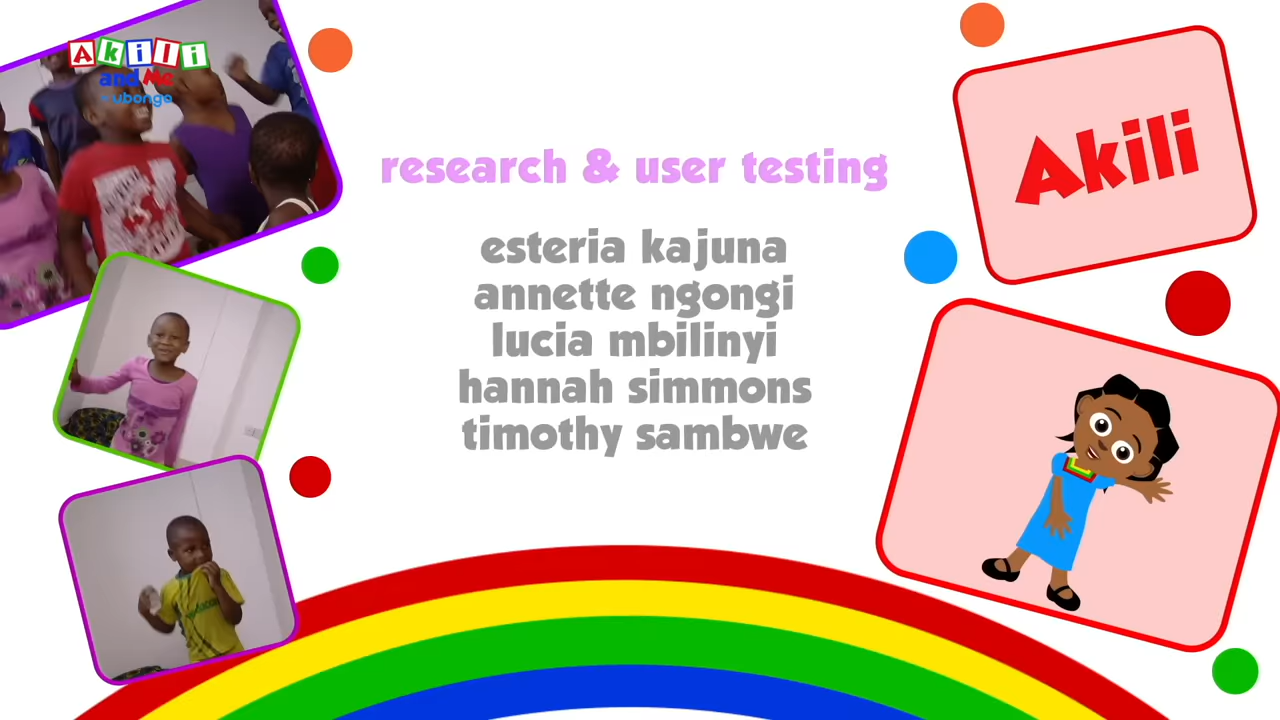 Akili
and Me
ubongo
research & user testing
esteria kajuna
annette ngongi
lucia mbilinyi
hannah simmons
timothy sambwe
Akili